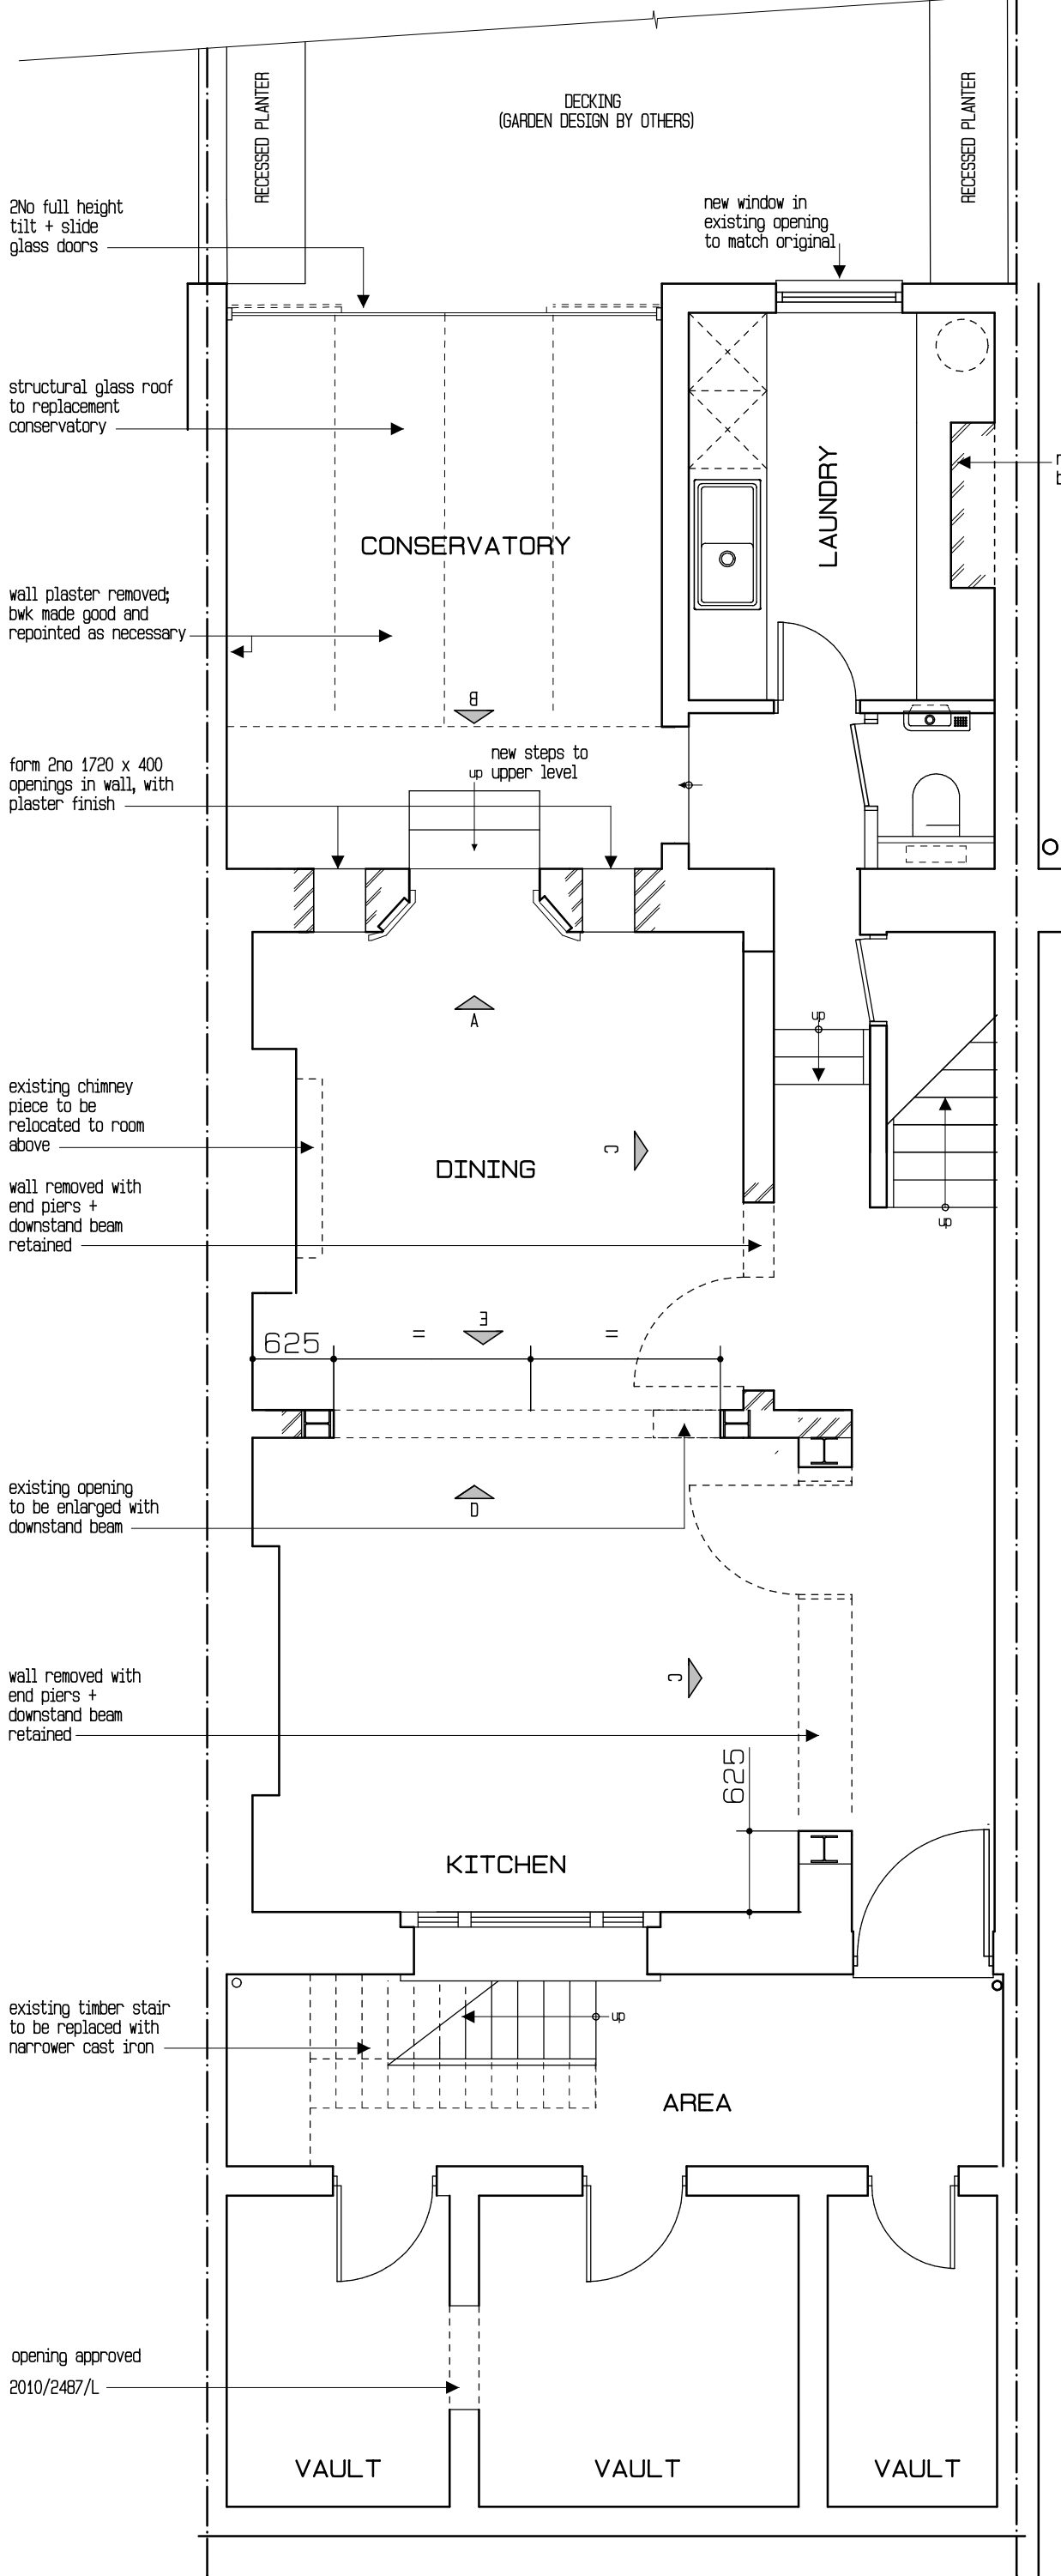 RECESSED PLANTER
DECKING
(GARDEN DESIGN BY OTHERS)
RECESSED PLANTER
2No full height
tilt + slide
glass doors
new window in
existing opening
to match original
structural glass roof
to replacement
conservatory
CONSERVATORY
LAUNDRY
wall plaster removed;
bwk made good and
repointed as necessary
B
form 2no 1720 x 400
openings in wall, with
plaster finish
new steps to
up upper level
A
up
existing chimney
piece to be
relocated to room
above
C
DINING
wall removed with
end piers +
downstand beam
retained
up
625
=
E
=
existing opening
to be enlarged with
downstand beam
D
wall removed with
end piers +
downstand beam
retained
C
625
KITCHEN
existing timber stair
to be replaced with
narrower cast iron
up
AREA
opening approved
2010/2487/L
VAULT
VAULT
VAULT